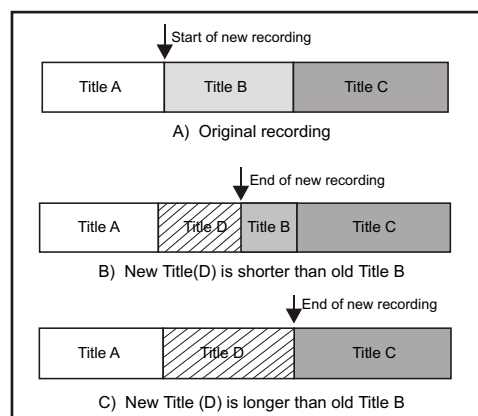 Start of new recording
Title A Title B Title C
A) Original recording
End of new recording
Title A Title D Title B Title C
B) New Title(D) is shorter than old Title B
End of new recording
Title A Title D Title C
C) New Title (D) is longer than old Title B